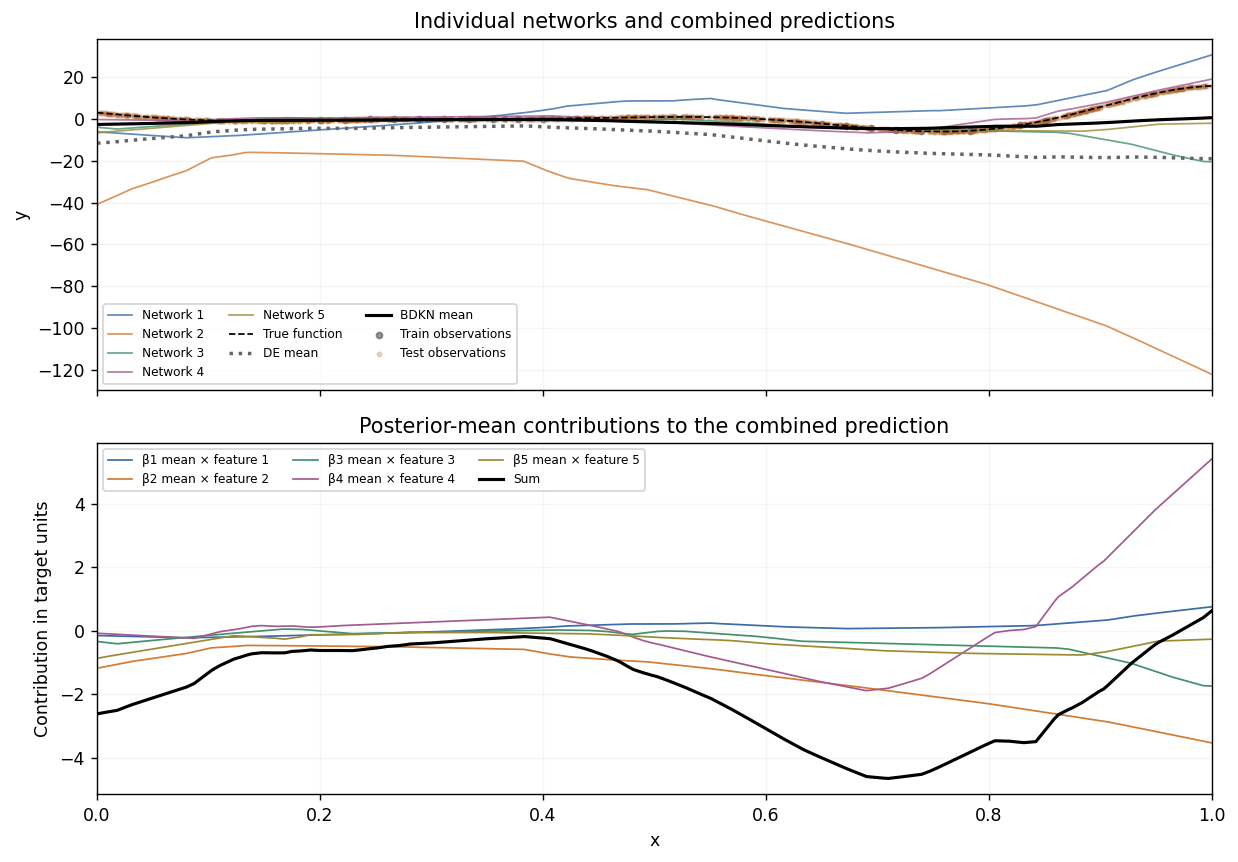 Individual networks and combined predictions
20
0
−20
−40
−60
−80
−100
−120
y
Network 1
Network 2
Network 3
Network 4
Network 5
True function
DE mean
BDKN mean
Train observations
Test observations
Posterior-mean contributions to the combined prediction
4
2
0
−2
−4
Contribution in target units
β1 mean × feature 1
β2 mean × feature 2
β3 mean × feature 3
β4 mean × feature 4
β5 mean × feature 5
Sum
0.0 0.2 0.4 0.6 0.8 1.0
x